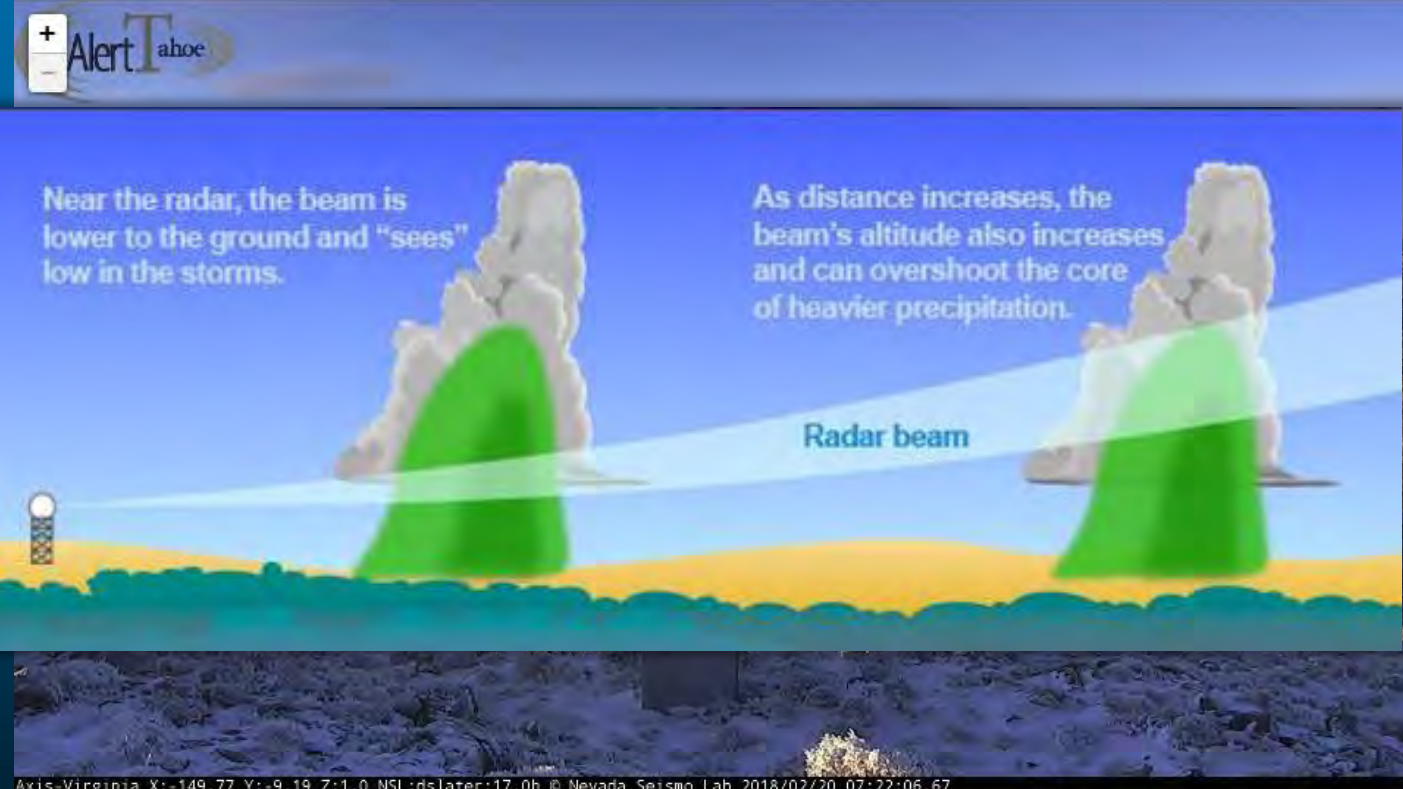 +
Alert Tahoe
−
Near the radar, the beam is
lower to the ground and “sees”
low in the storms.
As distance increases, the
beam’s altitude also increases
and can overshoot the core
of heavier precipitation.
Radar beam
Axis-Virginia X:-149.77 Y:-9.19 Z:1.0 NSL:dslater:17.0b © Nevada Seismo Lab 2018/02/20 07:22:06.67